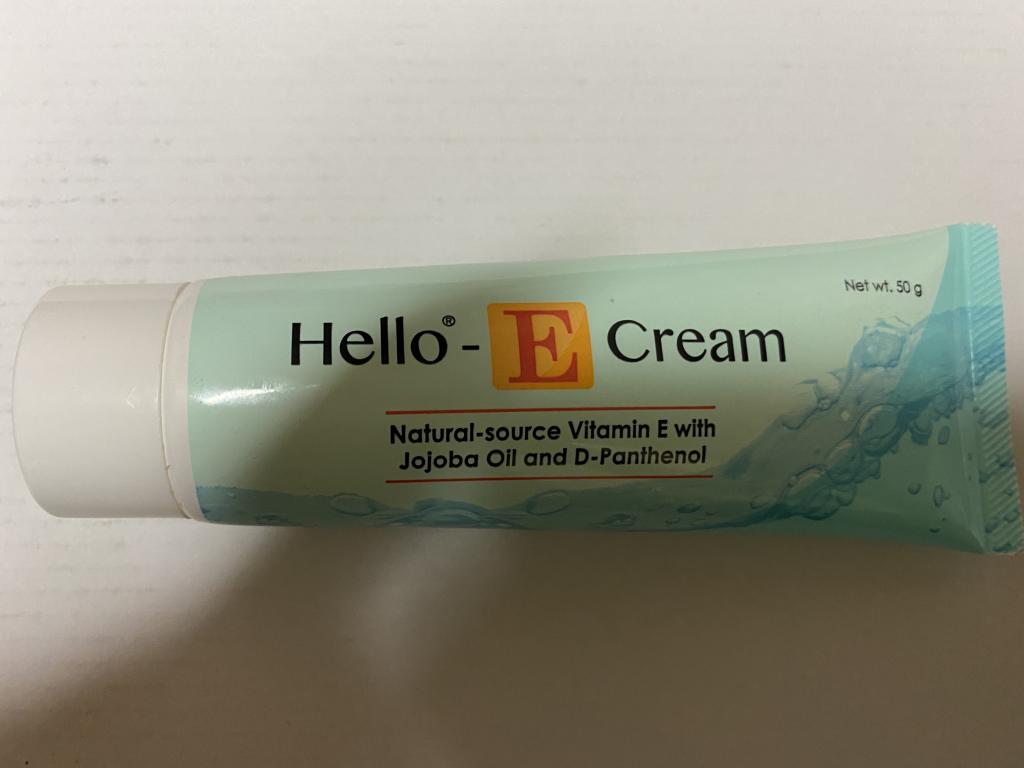 Net wt. 50 g
Hello® - E Cream
Natural-source Vitamin E with
Jojoba Oil and D-Panthenol